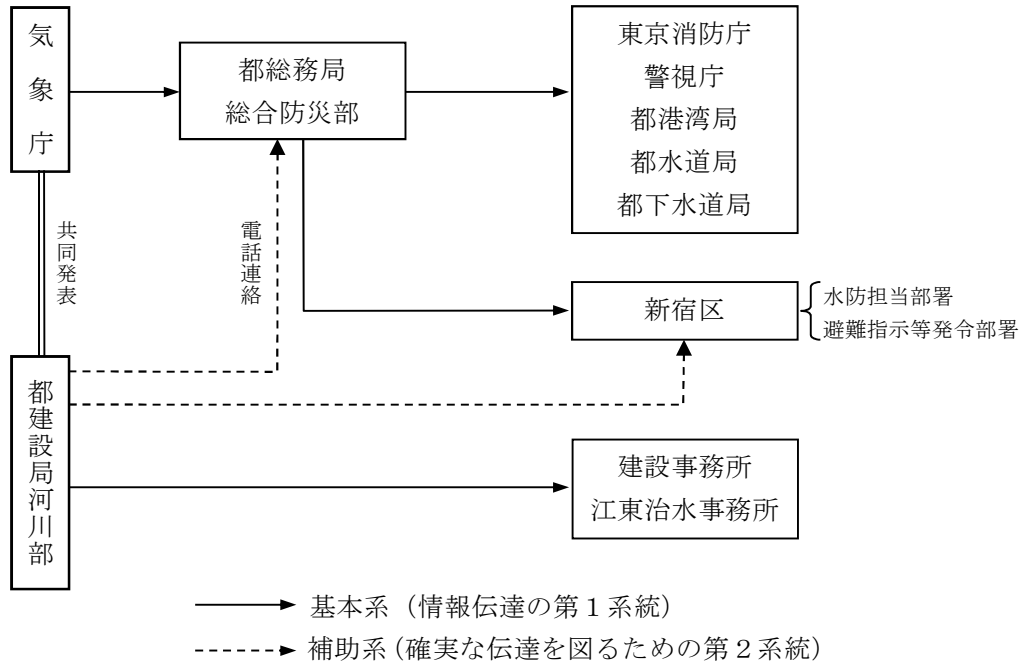 気象庁
都総務局
総合防災部
東京消防庁
警視庁
都港湾局
都水道局
都下水道局
共同発表
電話連絡
新宿区
水防担当部署
避難指示等発令部署
都建設局河川部
建設事務所
江東治水事務所
基本系（情報伝達の第１系統）
補助系（確実な伝達を図るための第２系統）